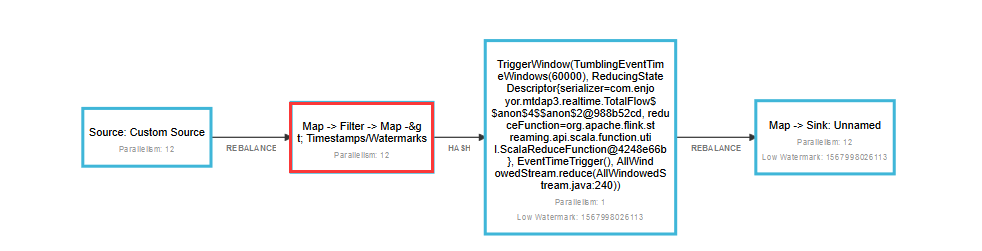 Source: Custom Source
Parallelism: 12
REBALANCE
Map -> Filter -> Map -&g
t; Timestamps/Watermarks
Parallelism: 12
HASH
TriggerWindow(TumblingEventTim
eWindows(60000), ReducingState
Descriptor{serializer=com.enjo
yor.mtdap3.realtime.TotalFlow$
$anon$4$$anon$2@988b52cd, redu
ceFunction=org.apache.flink.st
reaming.api.scala.function.uti
l.ScalaReduceFunction@4248e66b
}, EventTimeTrigger(), AllWind
owedStream.reduce(AllWindowedS
tream.java:240))
Parallelism: 1
Low Watermark: 1567998026113
REBALANCE
Map -> Sink: Unnamed
Parallelism: 12
Low Watermark: 1567998026113